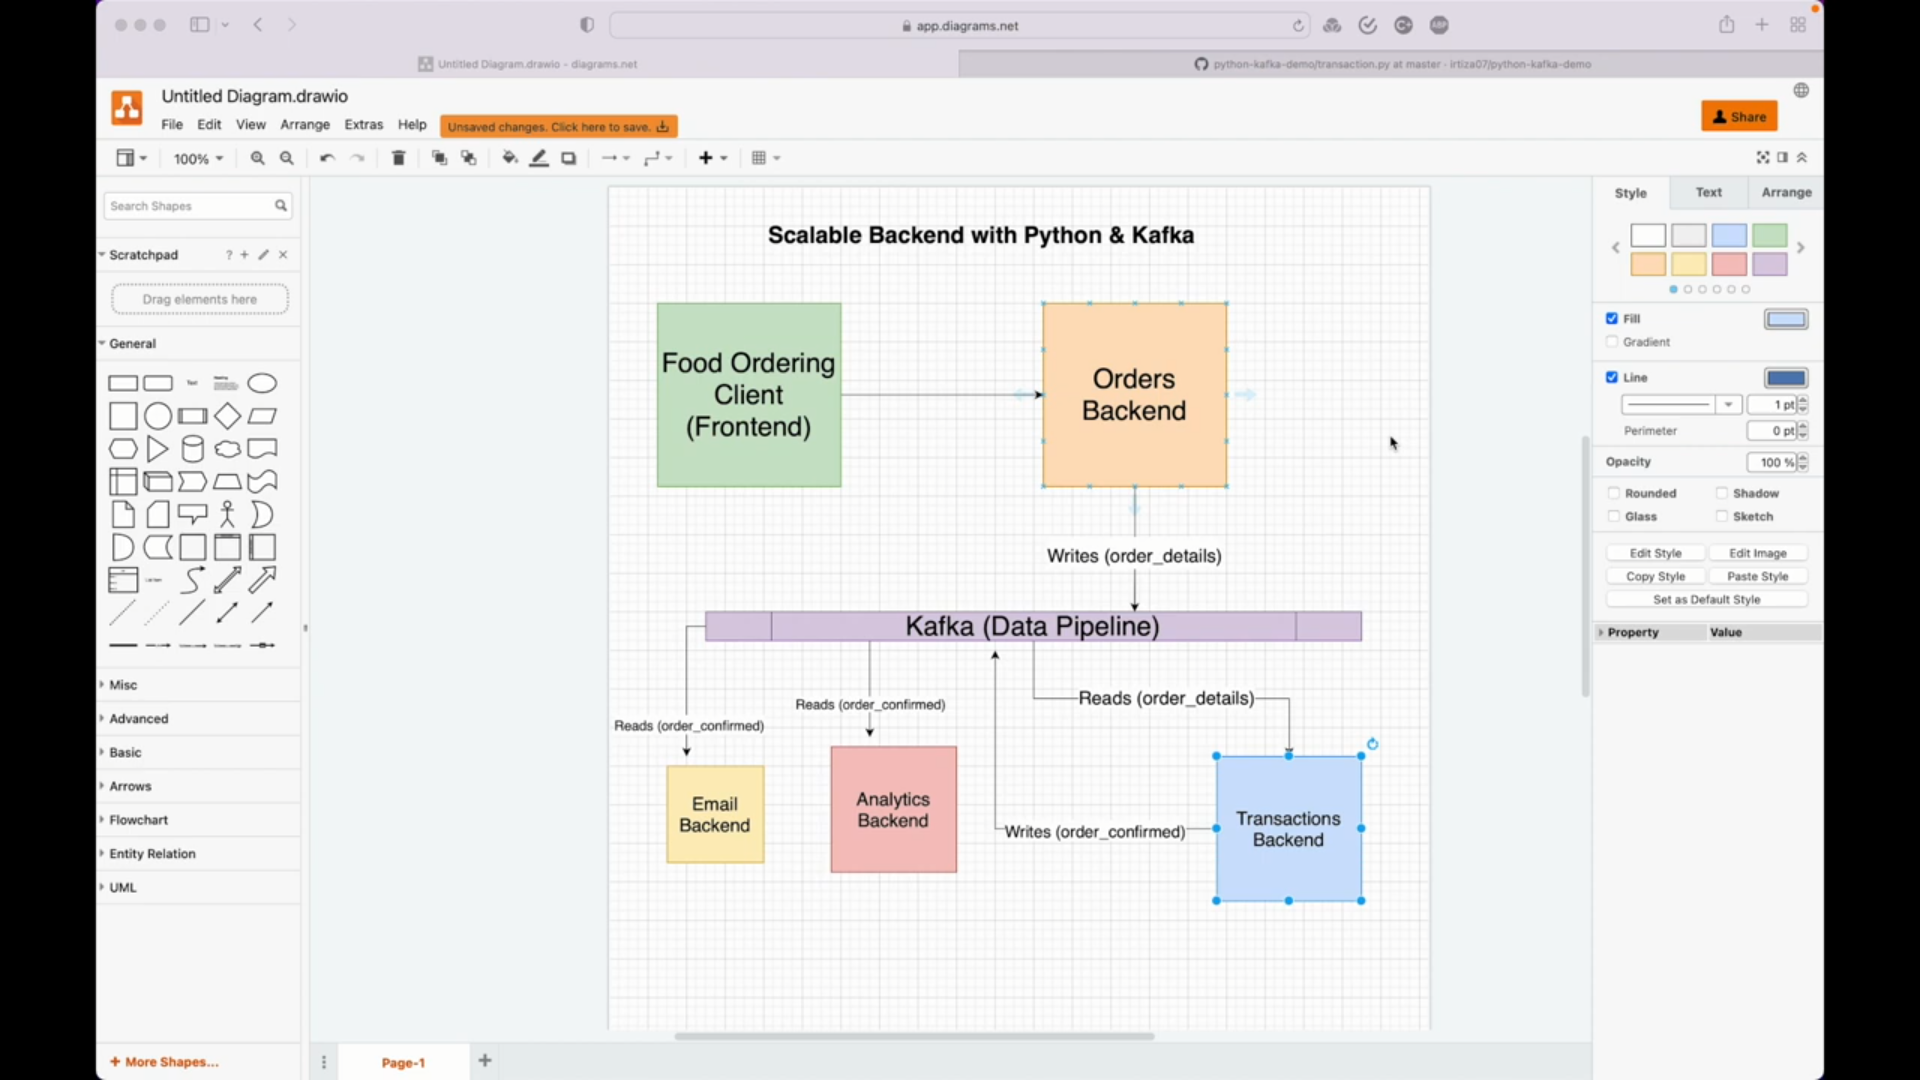 app.diagrams.net
ABP
Untitled Diagram.drawio - diagrams.net
python-kafka-demo/transaction.py at master · irtiza07/python-kafka-demo
Untitled Diagram.drawio
File Edit View Arrange Extras Help
Unsaved changes. Click here to save.
Share
100%
Search Shapes
Scratchpad ?
Drag elements here
General
Text
Misc
Advanced
Basic
Arrows
Flowchart
Entity Relation
UML
+ More Shapes...
Scalable Backend with Python & Kafka
Food Ordering
Client
(Frontend)
Orders
Backend
Writes (order_details)
Kafka (Data Pipeline)
Reads (order_confirmed)
Reads (order_confirmed)
Reads (order_details)
Email
Backend
Analytics
Backend
Writes (order_confirmed)
Transactions
Backend
Page-1
Style Text Arrange
Fill
Gradient
Line
1 pt
Perimeter 0 pt
Opacity 100 %
Rounded Shadow
Glass Sketch
Edit Style Edit Image
Copy Style Paste Style
Set as Default Style
Property Value